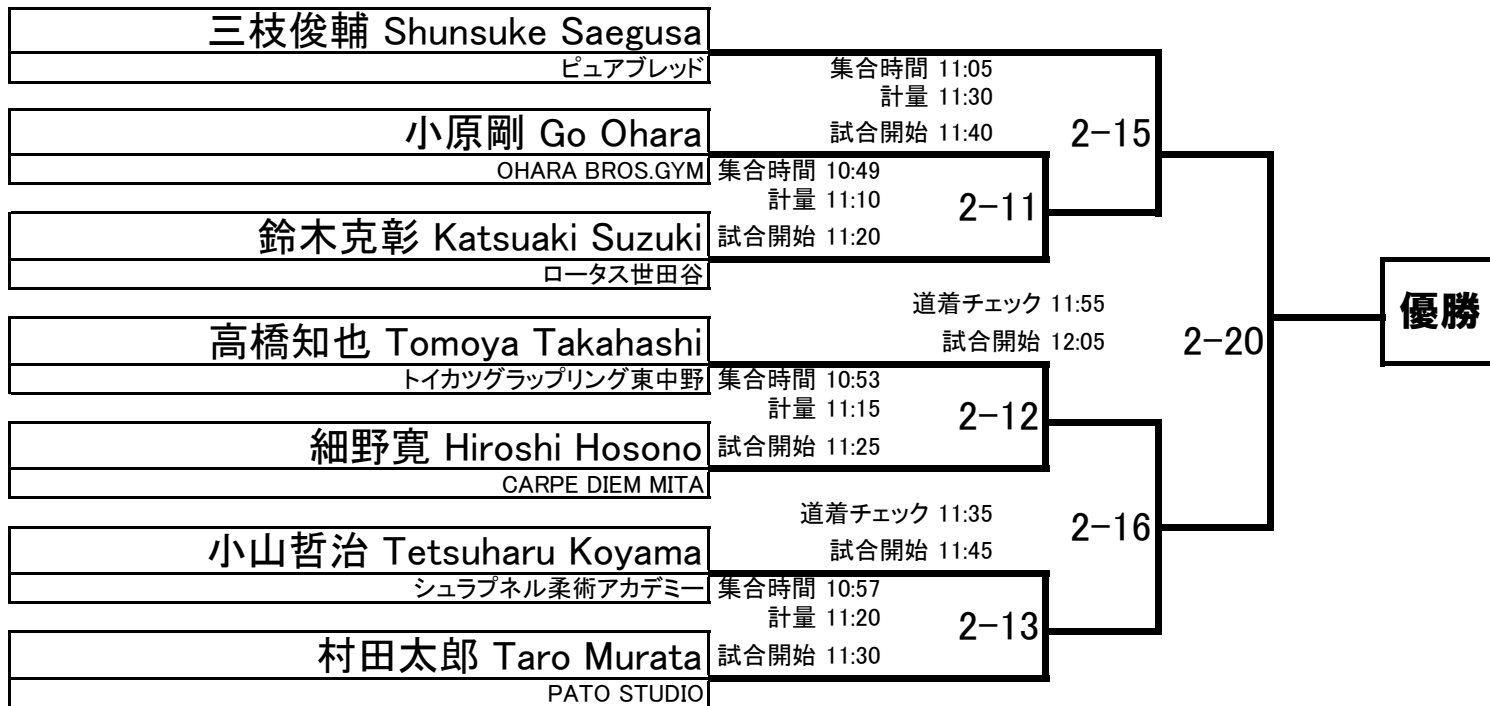 三枝俊輔 Shunsuke Saegusa
ピュアブレッド
集合時間 11:05
計量 11:30
試合開始 11:40
2-15
小原剛 Go Ohara
OHARA BROS.GYM
集合時間 10:49
計量 11:10
試合開始 11:20
2-11
鈴木克彰 Katsuaki Suzuki
ロータス世田谷
道着チェック 11:55
試合開始 12:05
2-20
優勝
高橋知也 Tomoya Takahashi
トイカツグラップリング東中野
集合時間 10:53
計量 11:15
試合開始 11:25
2-12
細野寛 Hiroshi Hosono
CARPE DIEM MITA
道着チェック 11:35
試合開始 11:45
2-16
小山哲治 Tetsuharu Koyama
シュラプネル柔術アカデミー
集合時間 10:57
計量 11:20
試合開始 11:30
2-13
村田太郎 Taro Murata
PATO STUDIO